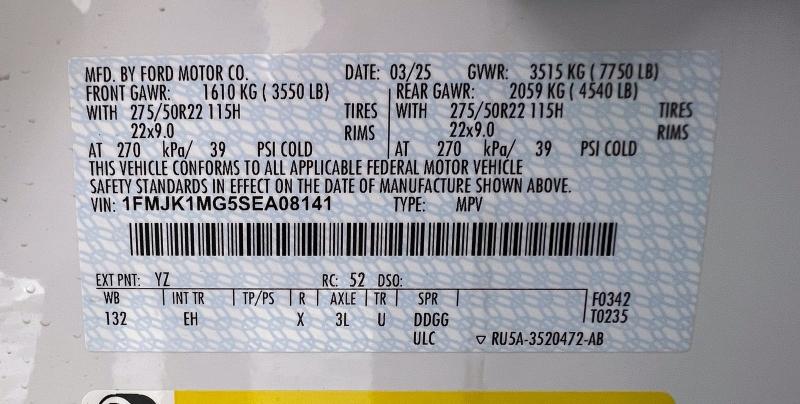 MFD. BY FORD MOTOR CO. DATE: 03/25 GVWR: 3515 KG ( 7750 LB)
FRONT GAWR: 1610 KG ( 3550 LB) REAR GAWR: 2059 KG ( 4540 LB)
WITH 275/50R22 115H TIRES WITH 275/50R22 115H TIRES
22x9.0 RIMS 22x9.0 RIMS
AT 270 kPa/ 39 PSI COLD AT 270 kPa/ 39 PSI COLD
THIS VEHICLE CONFORMS TO ALL APPLICABLE FEDERAL MOTOR VEHICLE
SAFETY STANDARDS IN EFFECT ON THE DATE OF MANUFACTURE SHOWN ABOVE.
VIN: 1FMJK1MG5SEA08141 TYPE: MPV
EXT PNT: YZ RC: 52 DSO:
WB INT TR TP/PS R AXLE TR SPR F0342
132 EH X 3L U DDGG T0235
ULC ▽ RU5A-3520472-AB